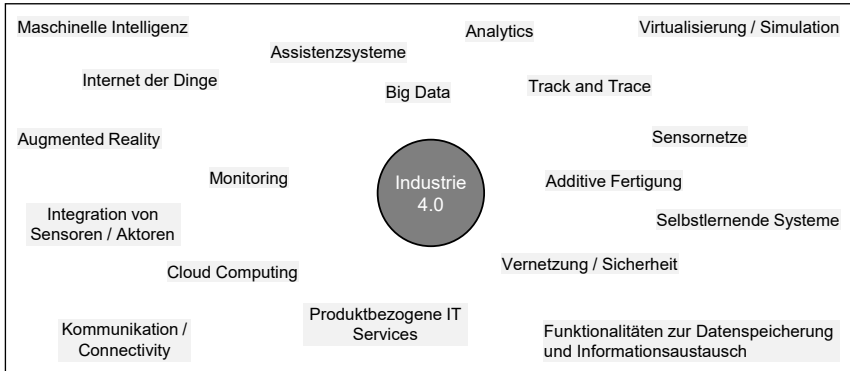 Maschinelle Intelligenz
Analytics
Virtualisierung / Simulation
Assistenzsysteme
Internet der Dinge
Big Data
Track and Trace
Augmented Reality
Sensornetze
Monitoring
Industrie
4.0
Additive Fertigung
Integration von
Sensoren / Aktoren
Selbstlernende Systeme
Cloud Computing
Vernetzung / Sicherheit
Produktbezogene IT
Services
Kommunikation /
Connectivity
Funktionalitäten zur Datenspeicherung
und Informationsaustausch